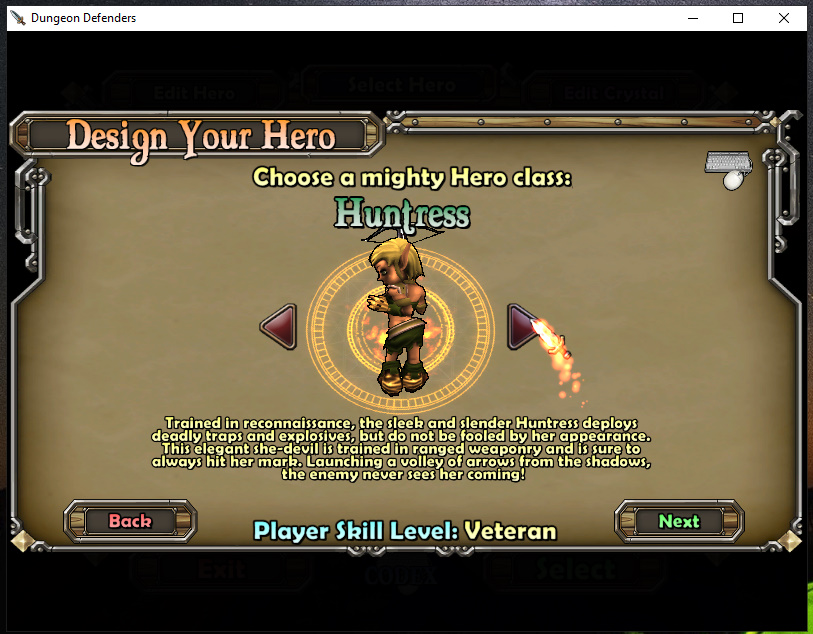 Dungeon Defenders
Edit Hero
Select Hero
Edit Crystal
Design Your Hero
Choose a mighty Hero class:
Huntress
Trained in reconnaissance, the sleek and slender Huntress deploys
deadly traps and explosives, but do not be fooled by her appearance.
This elegant she-devil is trained in ranged weaponry and is sure to
always hit her mark. Launching a volley of arrows from the shadows,
the enemy never sees her coming!
Back
Player Skill Level: Veteran
Next
Exit
CODEX
Select